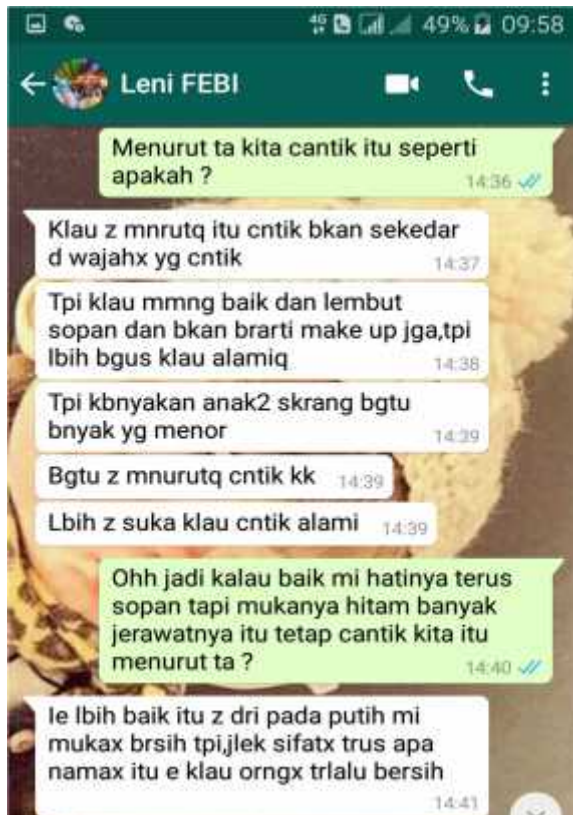 4G 49% 09:58
Leni FEBI
Menurut ta kita cantik itu seperti
apakah ?
14:36
Klau z mnrutq itu cntik bkan sekedar
d wajahx yg cntik
14:37
Tpi klau mmng baik dan lembut
sopan dan bkan brarti make up jga,tpi
lbih bgus klau alamiq
14:38
Tpi kbnyakan anak2 skrang bgtu
bnyak yg menor
14:39
Bgtu z mnurutq cntik kk 14:39
Lbih z suka klau cntik alami 14:39
Ohh jadi kalau baik mi hatinya terus
sopan tapi mukanya hitam banyak
jerawatnya itu tetap cantik kita itu
menurut ta ?
14:40
Ie lbih baik itu z dri pada putih mi
mukax brsih tpi,jlek sifatx trus apa
namax itu e klau orngx trlalu bersih
14:41